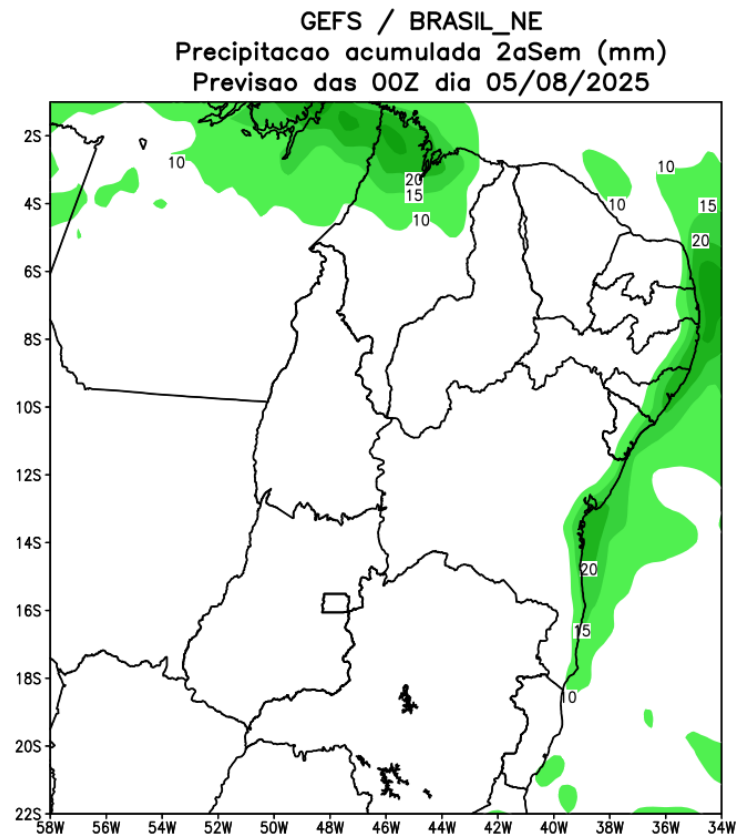 GEFS / BRASIL_NE
Precipitacao acumulada 2aSem (mm)
Previsao das 00Z dia 05/08/2025
2S
4S
6S
8S
10S
12S
14S
16S
18S
20S
22S
10
20
15
10
10
10
15
20
20
15
10
58W 56W 54W 52W 50W 48W 46W 44W 42W 40W 38W 36W 34W